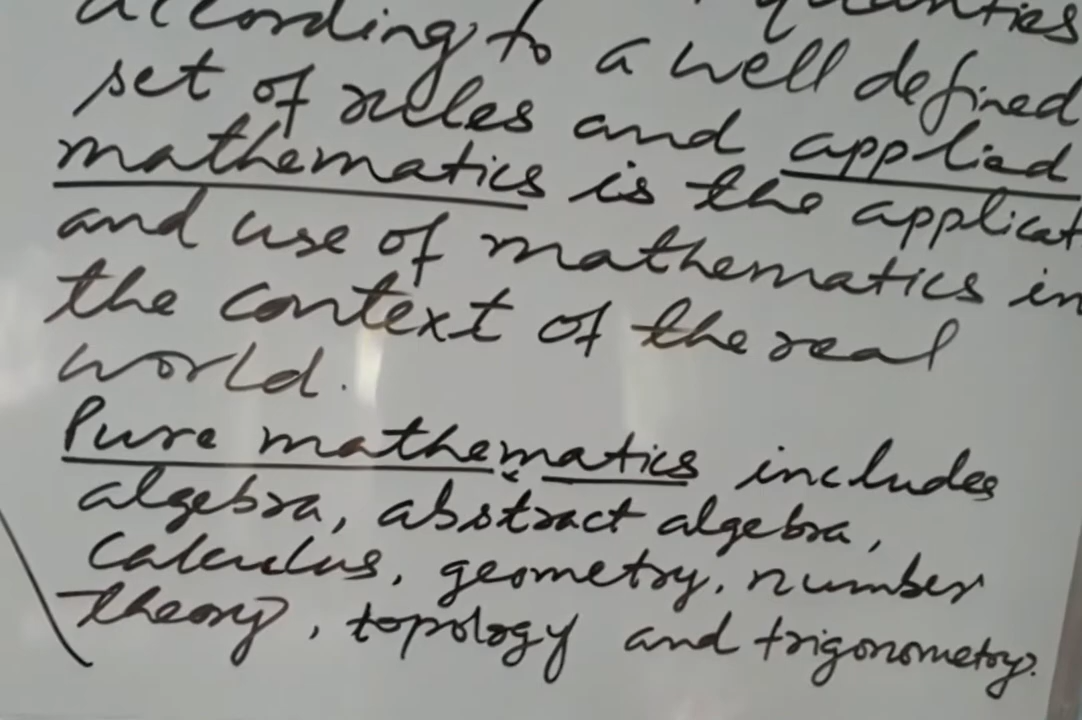 according to quantities
set of a well defined
rules and applied
mathematics is the applicat
and use of mathematics in
the context of the real
world.
Pure mathematics includes
algebra, abstract algebra,
Calculus, geometry, number
theory, topology and trigonometry.